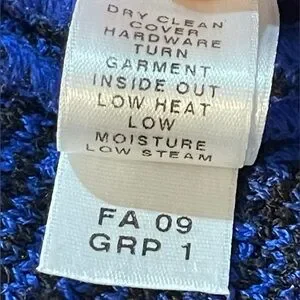 DRY CLEAN
COVER
HARDWARE
TURN
GARMENT
INSIDE OUT
LOW HEAT
LOW
MOISTURE
LOW STEAM
FA 09
GRP 1